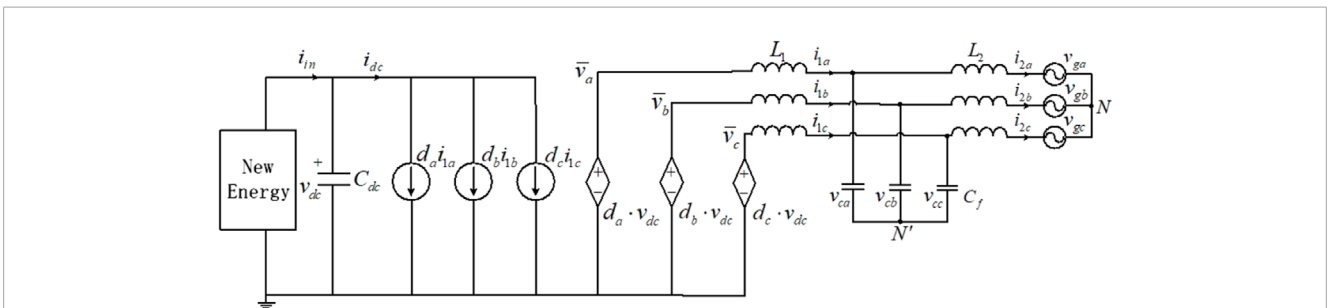 i_in
i_dc
New
Energy
+
v_dc
C_dc
d_a i_1a
d_b i_1b
d_c i_1c
v̅_a
v̅_b
v̅_c
+
−
+
−
+
−
d_a · v_dc
d_b · v_dc
d_c · v_dc
L_1
i_1a
i_1b
i_1c
L_2
i_2a
i_2b
i_2c
v_ga
v_gb
v_gc
N
v_ca
v_cb
v_cc
C_f
N'